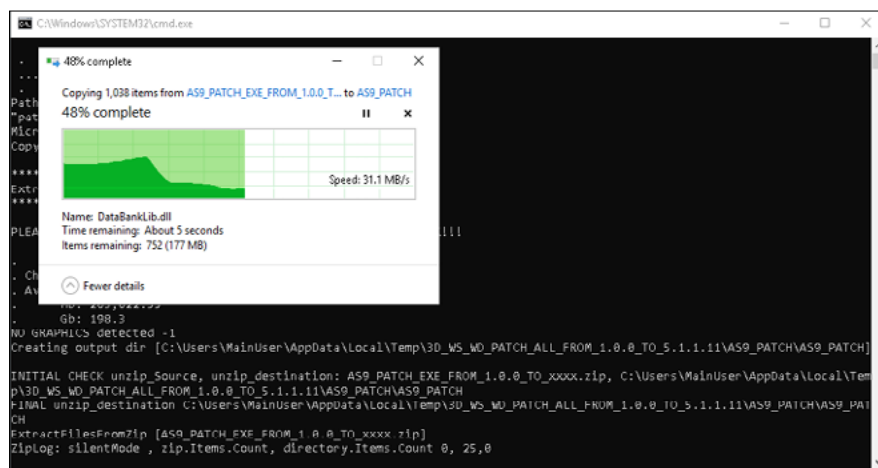 C:\Windows\SYSTEM32\cmd.exe
48% complete
Copying 1,038 items from AS9_PATCH_EXE_FROM_1.0.0_T... to AS9_PATCH
48% complete
Speed: 31.1 MB/s
Name: DataBankLib.dll
Time remaining: About 5 seconds
Items remaining: 752 (177 MB)
Fewer details
Path
"pat
Micr
Copy
****
Extr
****
PLEA
!!!
. Ch
. Av
. Gb: 198.3
NO GRAPHICS detected -1
Creating output dir [C:\Users\MainUser\AppData\Local\Temp\3D_WS_WD_PATCH_ALL_FROM_1.0.0_TO_5.1.1.11\AS9_PATCH\AS9_PATCH]
INITIAL CHECK unzip_Source, unzip_destination: AS9_PATCH_EXE_FROM_1.0.0_TO_xxxx.zip, C:\Users\MainUser\AppData\Local\Tem
p\3D_WS_WD_PATCH_ALL_FROM_1.0.0_TO_5.1.1.11\AS9_PATCH\AS9_PATCH
FINAL unzip_destination C:\Users\MainUser\AppData\Local\Temp\3D_WS_WD_PATCH_ALL_FROM_1.0.0_TO_5.1.1.11\AS9_PATCH\AS9_PAT
CH
ExtractFilesFromZip [AS9_PATCH_EXE_FROM_1.0.0_TO_xxxx.zip]
ZipLog: silentMode , zip.Items.Count, directory.Items.Count 0, 25,0